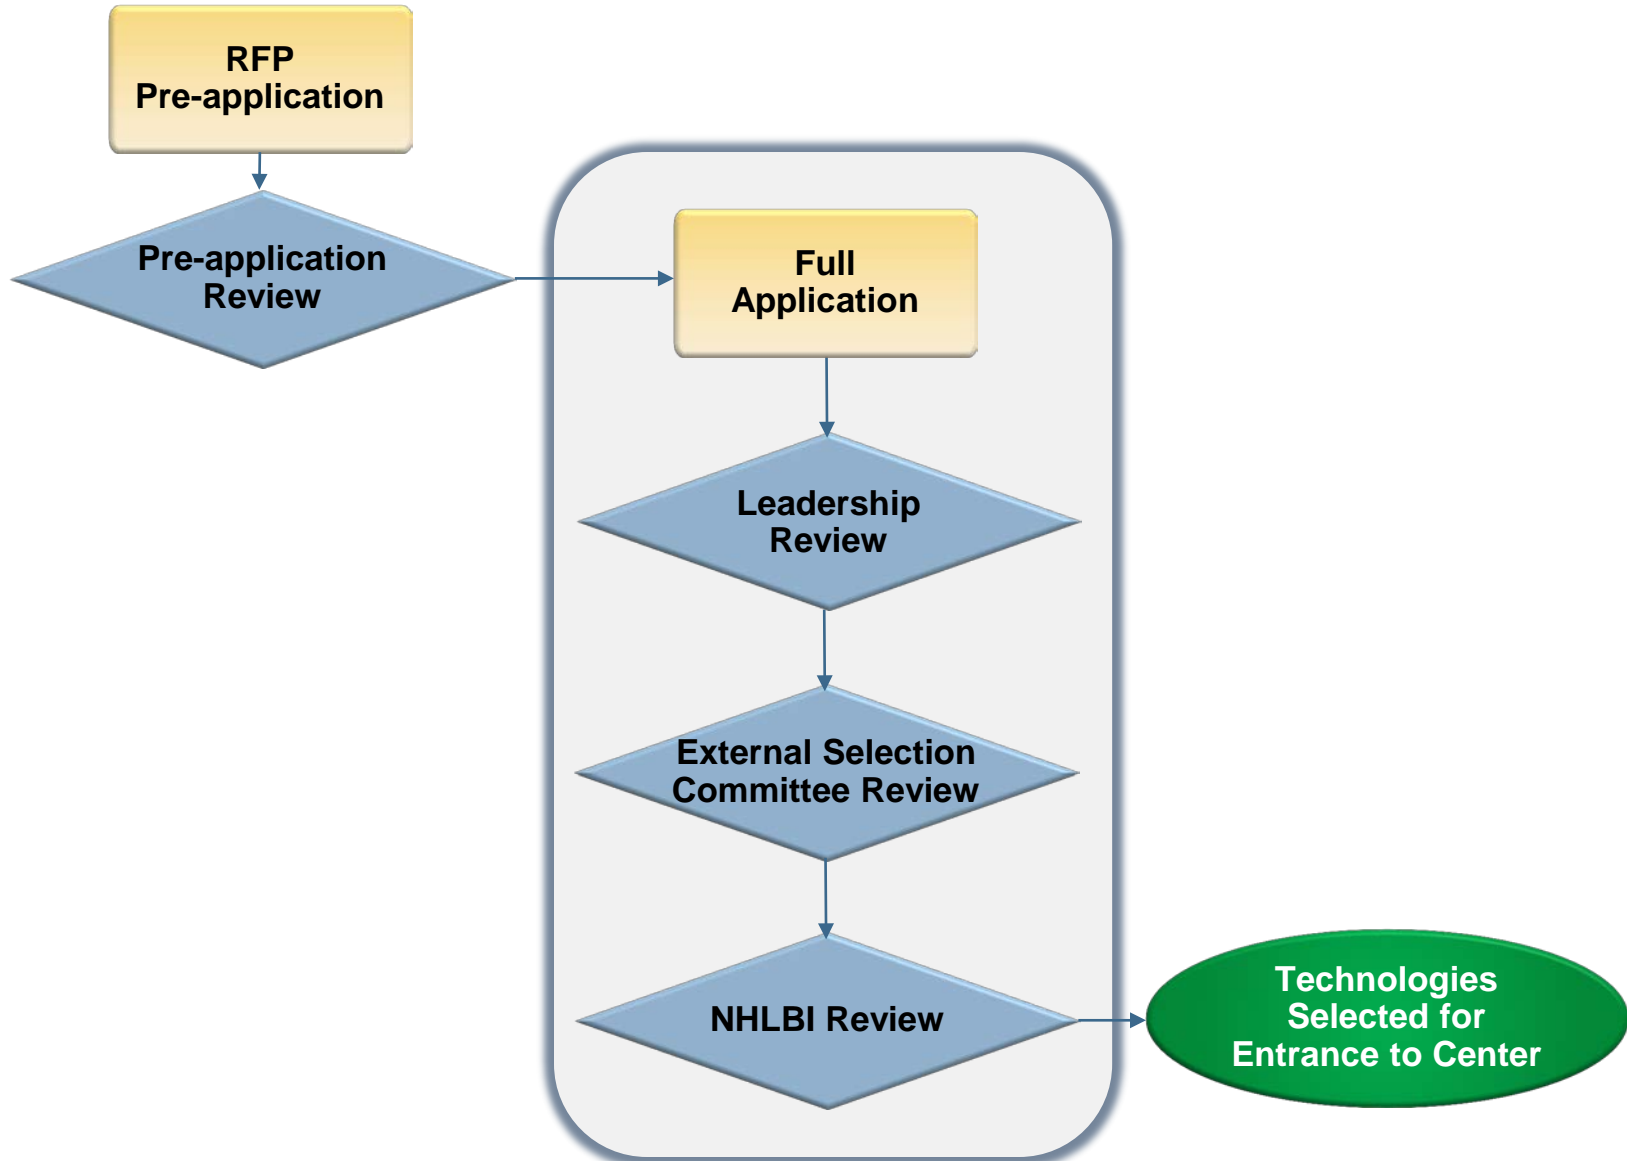 RFP
Pre-application
Pre-application
Review
Full
Application
Leadership
Review
External Selection
Committee Review
NHLBI Review
Technologies
Selected for
Entrance to Center